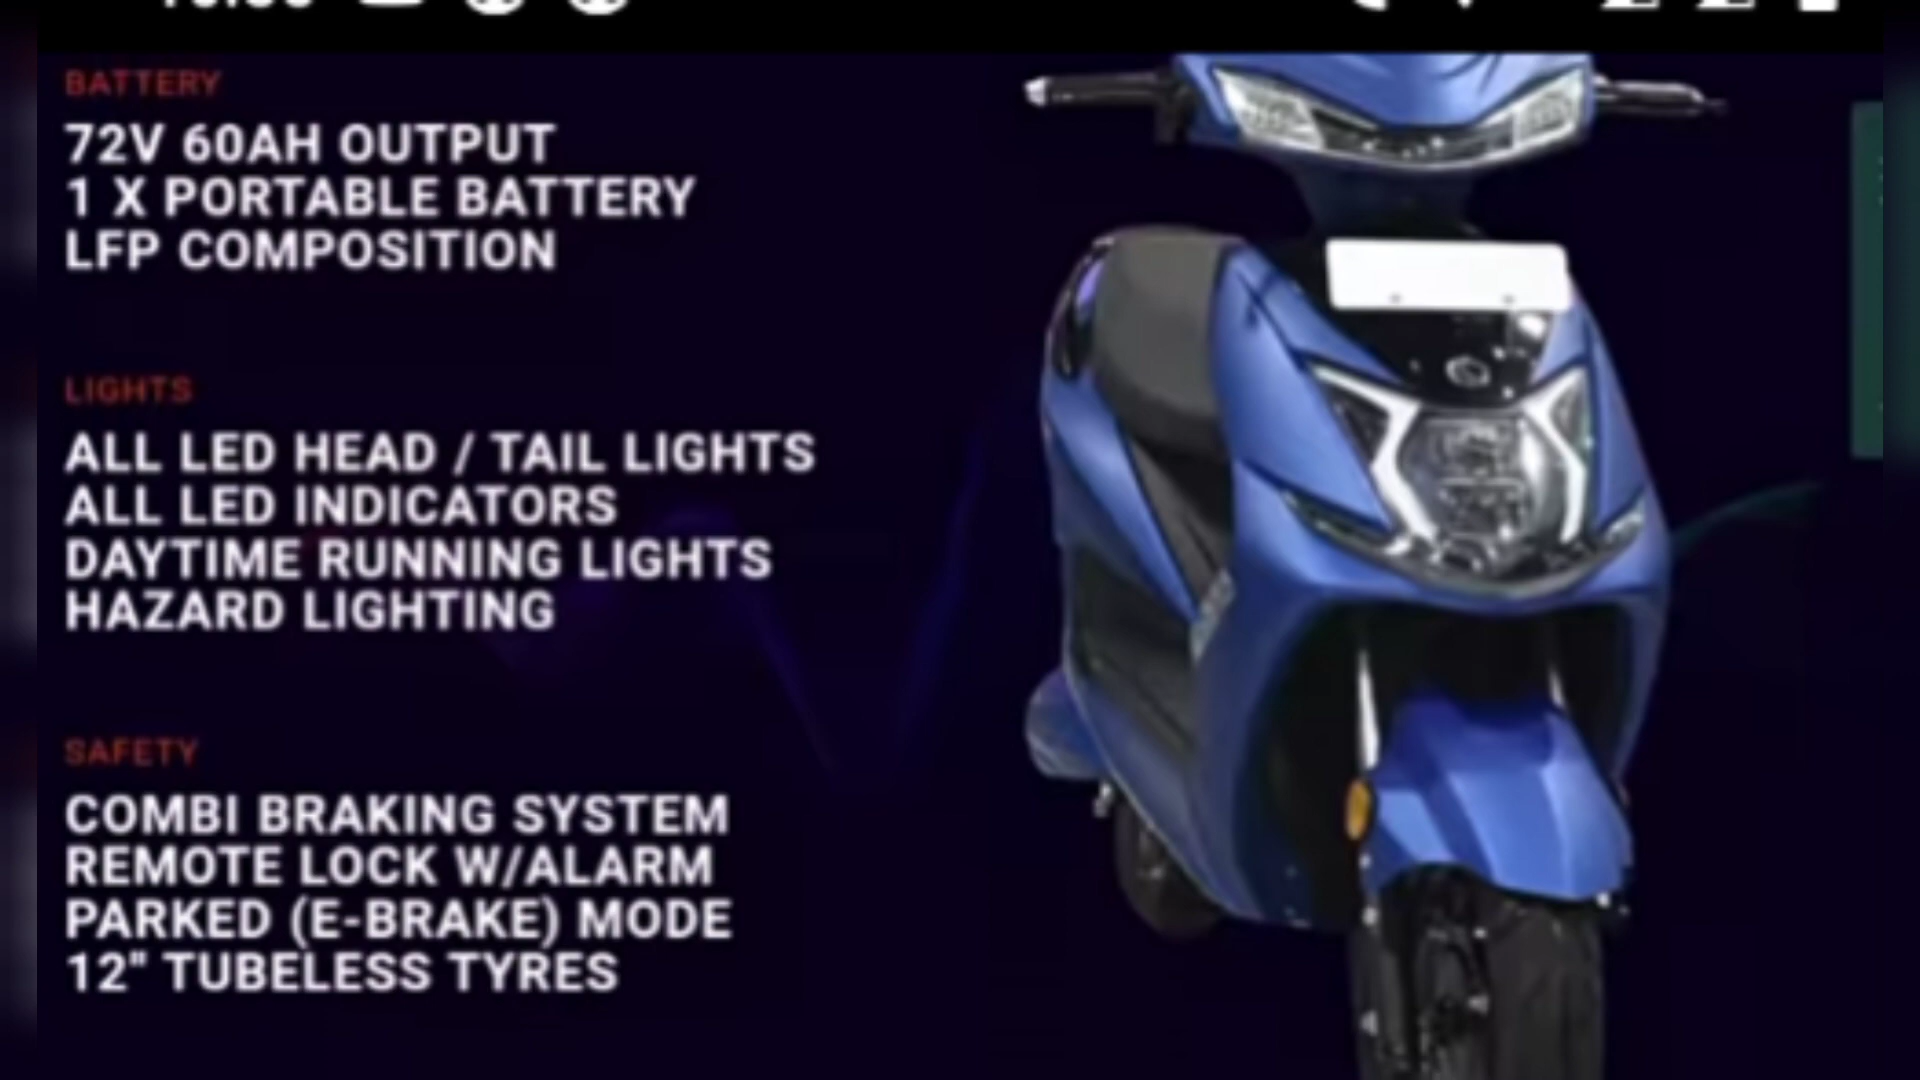 BATTERY
72V 60AH OUTPUT
1 X PORTABLE BATTERY
LFP COMPOSITION
LIGHTS
ALL LED HEAD / TAIL LIGHTS
ALL LED INDICATORS
DAYTIME RUNNING LIGHTS
HAZARD LIGHTING
SAFETY
COMBI BRAKING SYSTEM
REMOTE LOCK W/ALARM
PARKED (E-BRAKE) MODE
12" TUBELESS TYRES